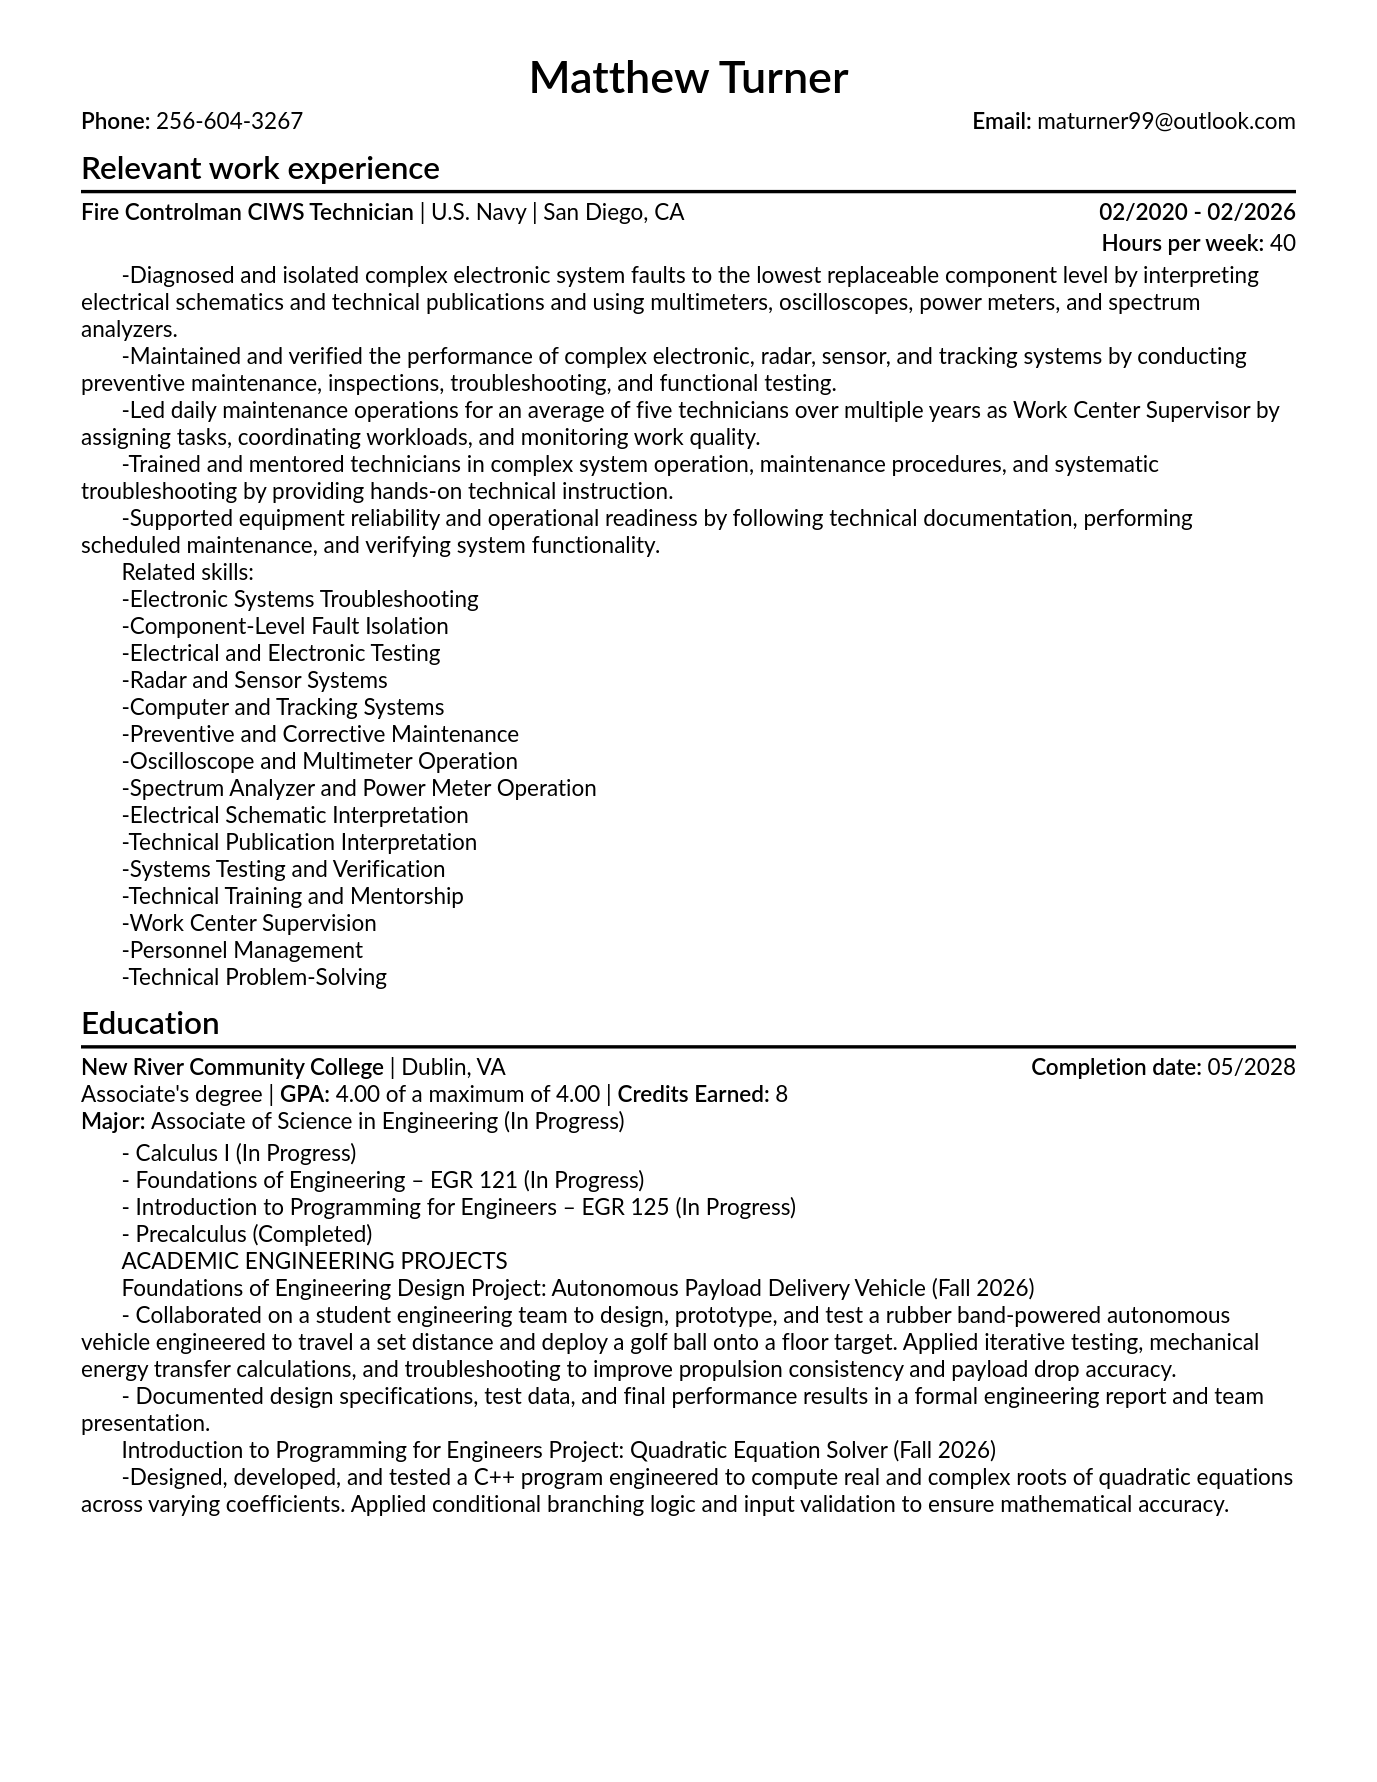 Matthew Turner
Phone: 256-604-3267 Email: maturner99@outlook.com
Relevant work experience
Fire Controlman CIWS Technician | U.S. Navy | San Diego, CA 02/2020 - 02/2026
Hours per week: 40
-Diagnosed and isolated complex electronic system faults to the lowest replaceable component level by interpreting
electrical schematics and technical publications and using multimeters, oscilloscopes, power meters, and spectrum
analyzers.
-Maintained and verified the performance of complex electronic, radar, sensor, and tracking systems by conducting
preventive maintenance, inspections, troubleshooting, and functional testing.
-Led daily maintenance operations for an average of five technicians over multiple years as Work Center Supervisor by
assigning tasks, coordinating workloads, and monitoring work quality.
-Trained and mentored technicians in complex system operation, maintenance procedures, and systematic
troubleshooting by providing hands-on technical instruction.
-Supported equipment reliability and operational readiness by following technical documentation, performing
scheduled maintenance, and verifying system functionality.
Related skills:
-Electronic Systems Troubleshooting
-Component-Level Fault Isolation
-Electrical and Electronic Testing
-Radar and Sensor Systems
-Computer and Tracking Systems
-Preventive and Corrective Maintenance
-Oscilloscope and Multimeter Operation
-Spectrum Analyzer and Power Meter Operation
-Electrical Schematic Interpretation
-Technical Publication Interpretation
-Systems Testing and Verification
-Technical Training and Mentorship
-Work Center Supervision
-Personnel Management
-Technical Problem-Solving
Education
New River Community College | Dublin, VA Completion date: 05/2028
Associate's degree | GPA: 4.00 of a maximum of 4.00 | Credits Earned: 8
Major: Associate of Science in Engineering (In Progress)
- Calculus I (In Progress)
- Foundations of Engineering – EGR 121 (In Progress)
- Introduction to Programming for Engineers – EGR 125 (In Progress)
- Precalculus (Completed)
ACADEMIC ENGINEERING PROJECTS
Foundations of Engineering Design Project: Autonomous Payload Delivery Vehicle (Fall 2026)
- Collaborated on a student engineering team to design, prototype, and test a rubber band-powered autonomous
vehicle engineered to travel a set distance and deploy a golf ball onto a floor target. Applied iterative testing, mechanical
energy transfer calculations, and troubleshooting to improve propulsion consistency and payload drop accuracy.
- Documented design specifications, test data, and final performance results in a formal engineering report and team
presentation.
Introduction to Programming for Engineers Project: Quadratic Equation Solver (Fall 2026)
-Designed, developed, and tested a C++ program engineered to compute real and complex roots of quadratic equations
across varying coefficients. Applied conditional branching logic and input validation to ensure mathematical accuracy.